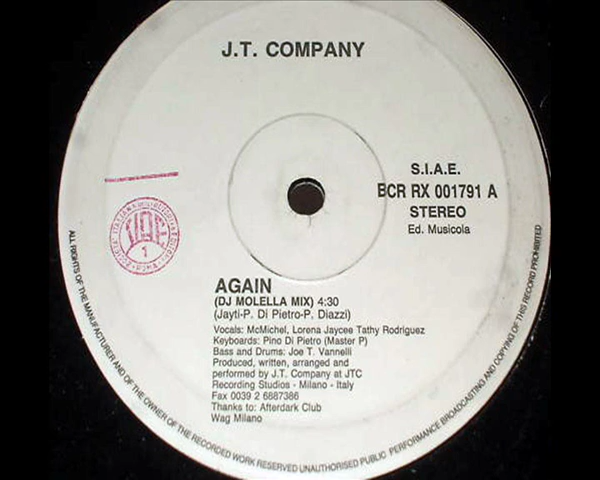 J.T. COMPANY
S.I.A.E.
BCR RX 001791 A
STEREO
Ed. Musicola
AGAIN
(DJ MOLELLA MIX) 4:30
(Jayti-P. Di Pietro-P. Diazzi)
Vocals: McMichel, Lorena Jaycee Tathy Rodriguez
Keyboards: Pino Di Pietro (Master P)
Bass and Drums: Joe T. Vannelli
Produced, written, arranged and
performed by J.T. Company at JTC
Recording Studios - Milano - Italy
Fax 0039 2 6887386
Thanks to: Afterdark Club
Wag Milano
ALL RIGHTS OF THE MANUFACTURER AND OF THE OWNER OF THE RECORDED WORK RESERVED UNAUTHORISED PUBLIC PERFORMANCE BROADCASTING AND COPYING OF THIS RECORD PROHIBITED
SOCIETÀ ITALIANA
1